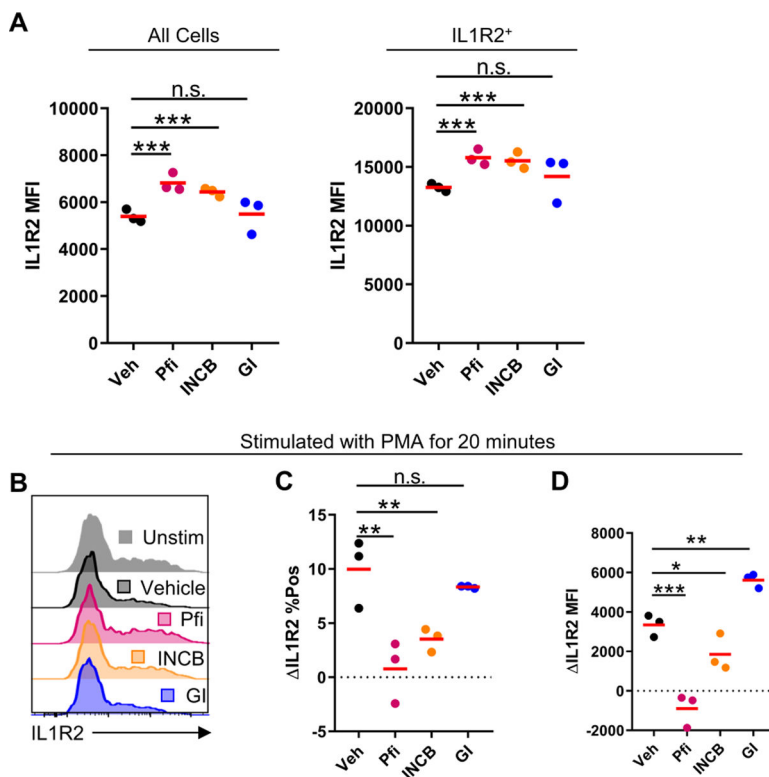 A
All Cells
IL1R2+
n.s.
***
***
10000
8000
6000
4000
2000
0
IL1R2 MFI
Veh
Pfi
INCB
GI
n.s.
***
***
20000
15000
10000
5000
0
IL1R2 MFI
Veh
Pfi
INCB
GI
Stimulated with PMA for 20 minutes
B
Unstim
Vehicle
Pfi
INCB
GI
IL1R2
C
n.s.
**
**
15
10
5
0
-5
ΔIL1R2 %Pos
Veh
Pfi
INCB
GI
D
**
*
***
8000
6000
4000
2000
0
-2000
ΔIL1R2 MFI
Veh
Pfi
INCB
GI